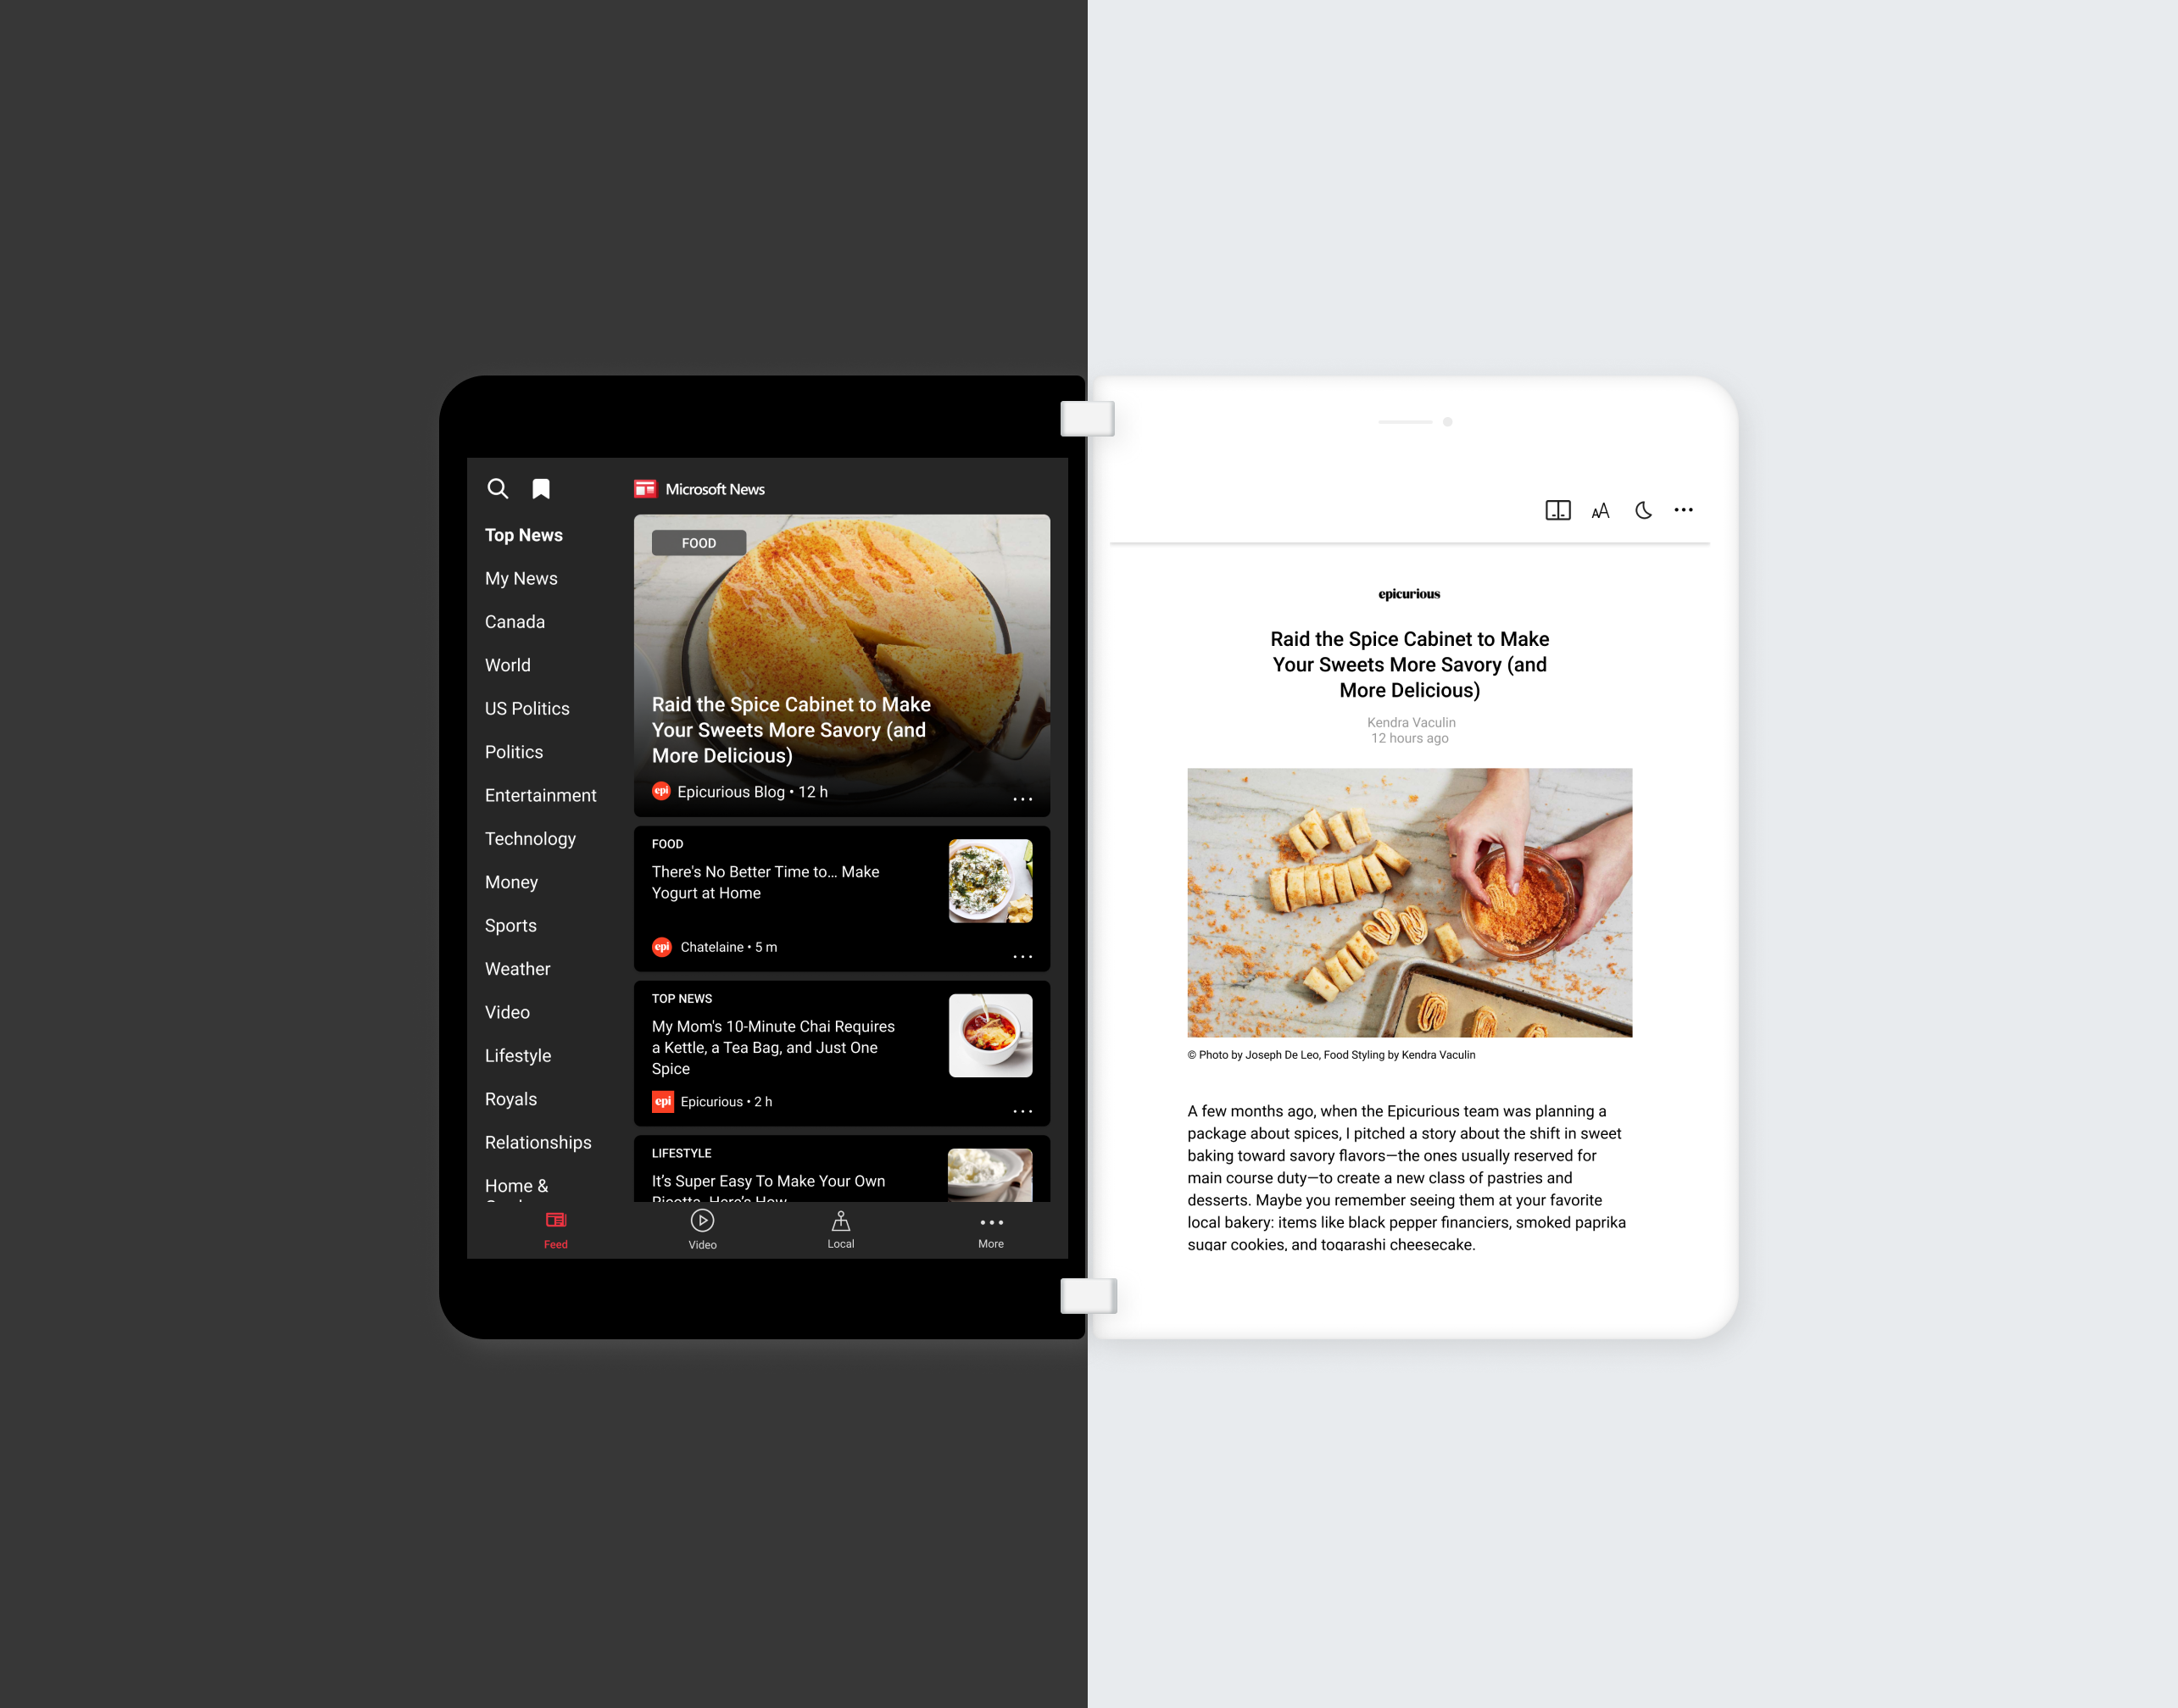 Microsoft News
Top News
My News
Canada
World
US Politics
Politics
Entertainment
Technology
Money
Sports
Weather
Video
Lifestyle
Royals
Relationships
Home &
FOOD
Raid the Spice Cabinet to Make
Your Sweets More Savory (and
More Delicious)
epi Epicurious Blog • 12 h
FOOD
There's No Better Time to... Make
Yogurt at Home
epi Chatelaine • 5 m
TOP NEWS
My Mom's 10-Minute Chai Requires
a Kettle, a Tea Bag, and Just One
Spice
epi Epicurious • 2 h
LIFESTYLE
It’s Super Easy To Make Your Own
Ricotta. Here’s How
Feed
Video
Local
More
AA
epicurious
Raid the Spice Cabinet to Make
Your Sweets More Savory (and
More Delicious)
Kendra Vaculin
12 hours ago
© Photo by Joseph De Leo, Food Styling by Kendra Vaculin
A few months ago, when the Epicurious team was planning a
package about spices, I pitched a story about the shift in sweet
baking toward savory flavors—the ones usually reserved for
main course duty—to create a new class of pastries and
desserts. Maybe you remember seeing them at your favorite
local bakery: items like black pepper financiers, smoked paprika
sugar cookies, and togarashi cheesecake.